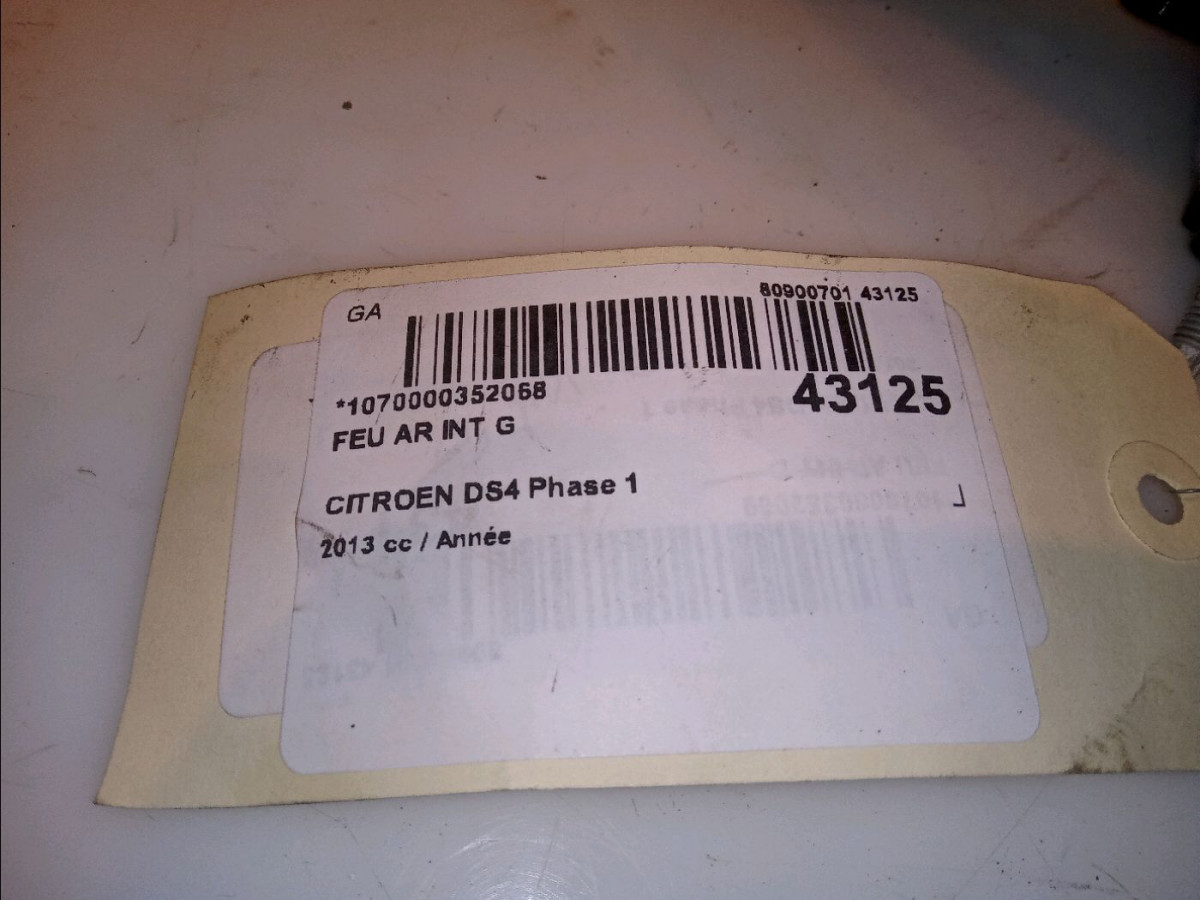 GA
80900701 43125
*1070000352068
43125
FEU AR INT G
CITROEN DS4 Phase 1
2013 cc / Année